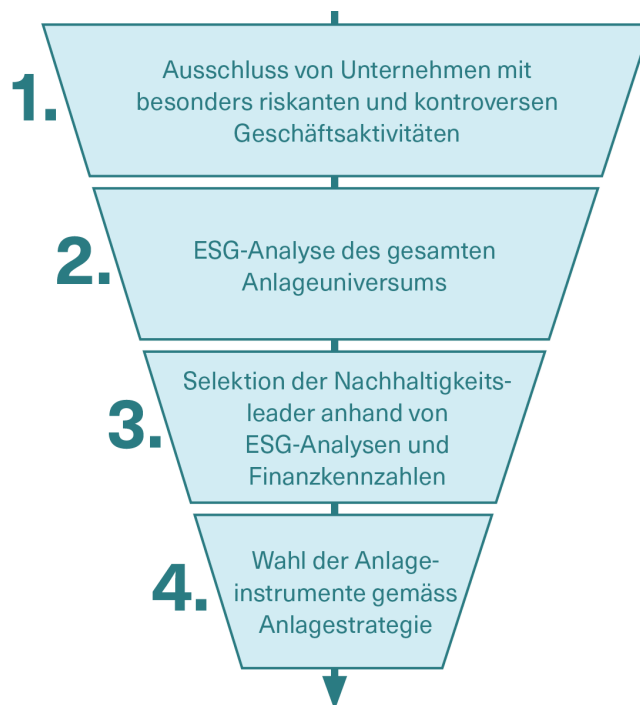 1.
Ausschluss von Unternehmen mit
besonders riskanten und kontroversen
Geschäftsaktivitäten
2.
ESG-Analyse des gesamten
Anlageuniversums
3.
Selektion der Nachhaltigkeits-
leader anhand von
ESG-Analysen und
Finanzkennzahlen
4.
Wahl der Anlage-
instrumente gemäss
Anlagestrategie